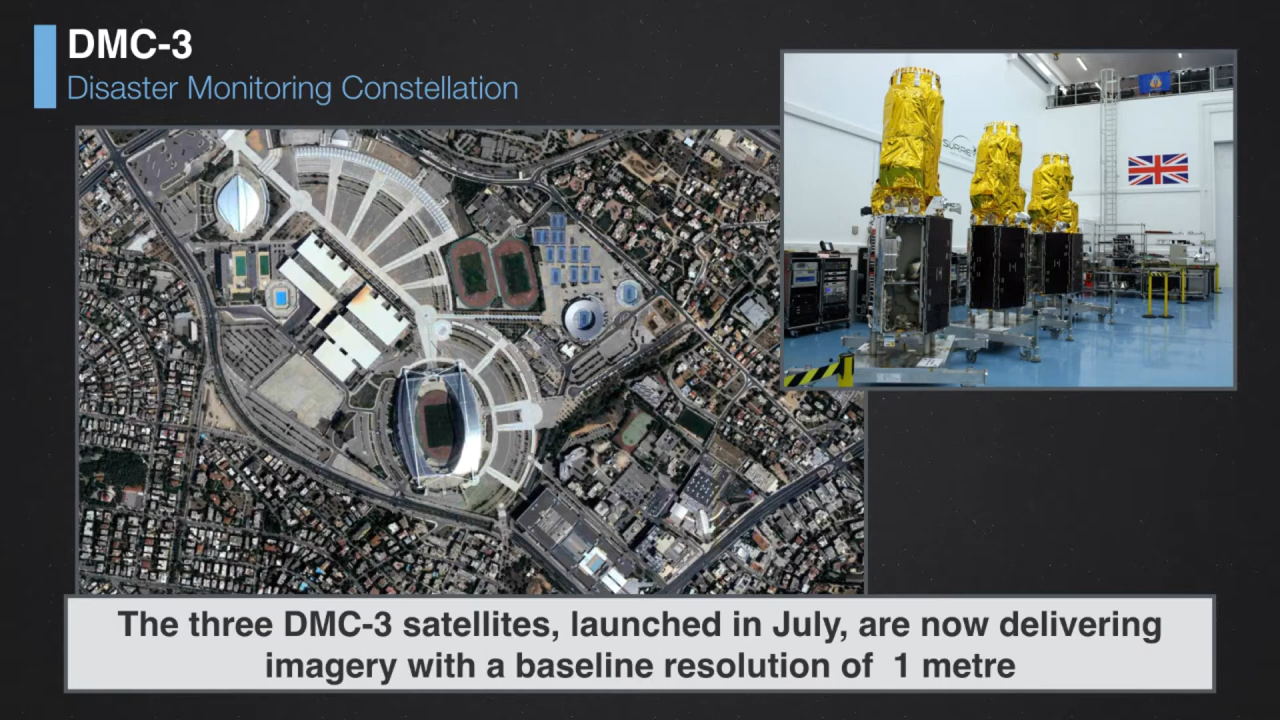 DMC-3
Disaster Monitoring Constellation
SURREY
The three DMC-3 satellites, launched in July, are now delivering
imagery with a baseline resolution of 1 metre